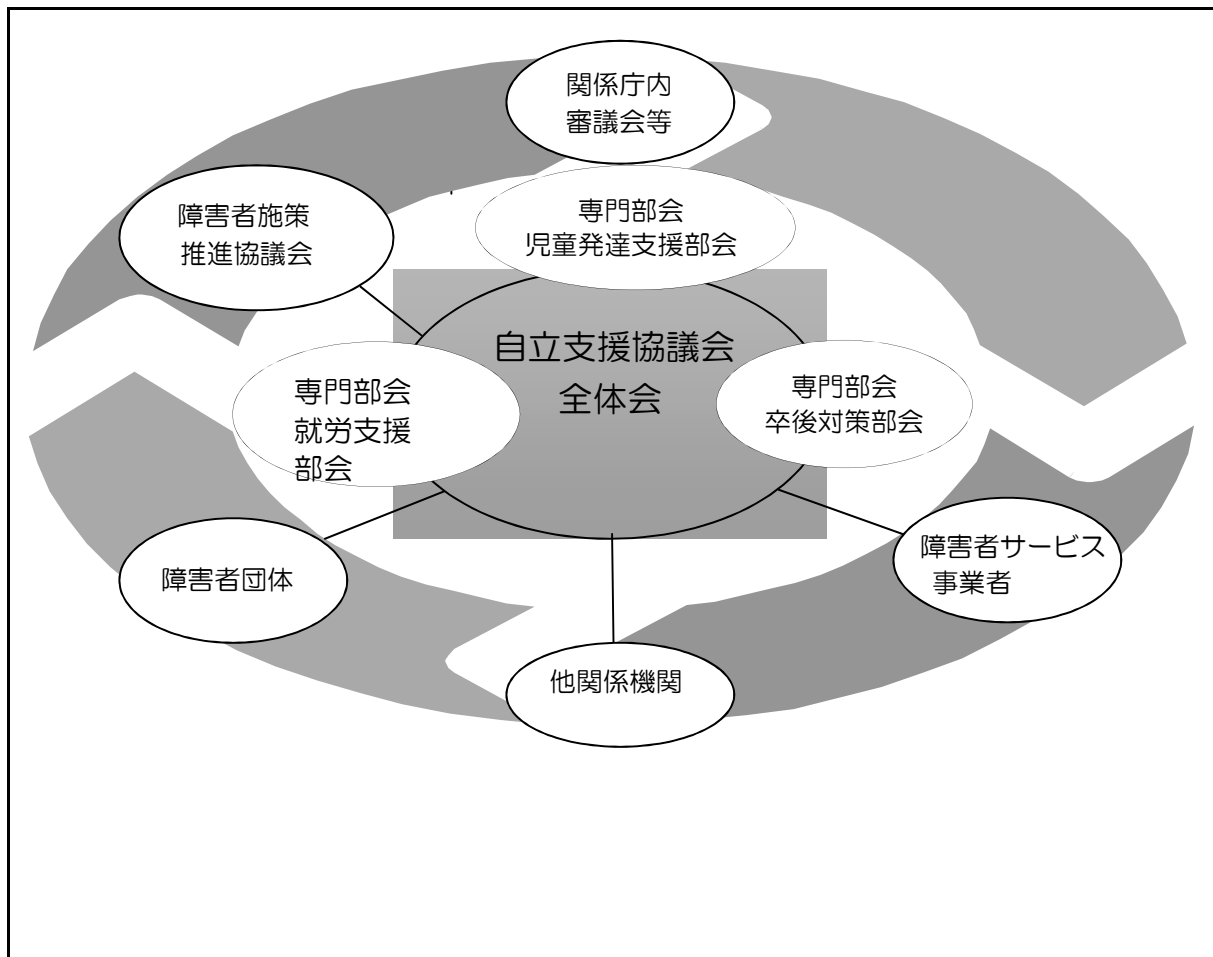 関係庁内
審議会等
障害者施策
推進協議会
専門部会
児童発達支援部会
自立支援協議会
全体会
専門部会
就労支援
部会
専門部会
卒後対策部会
障害者団体
障害者サービス
事業者
他関係機関